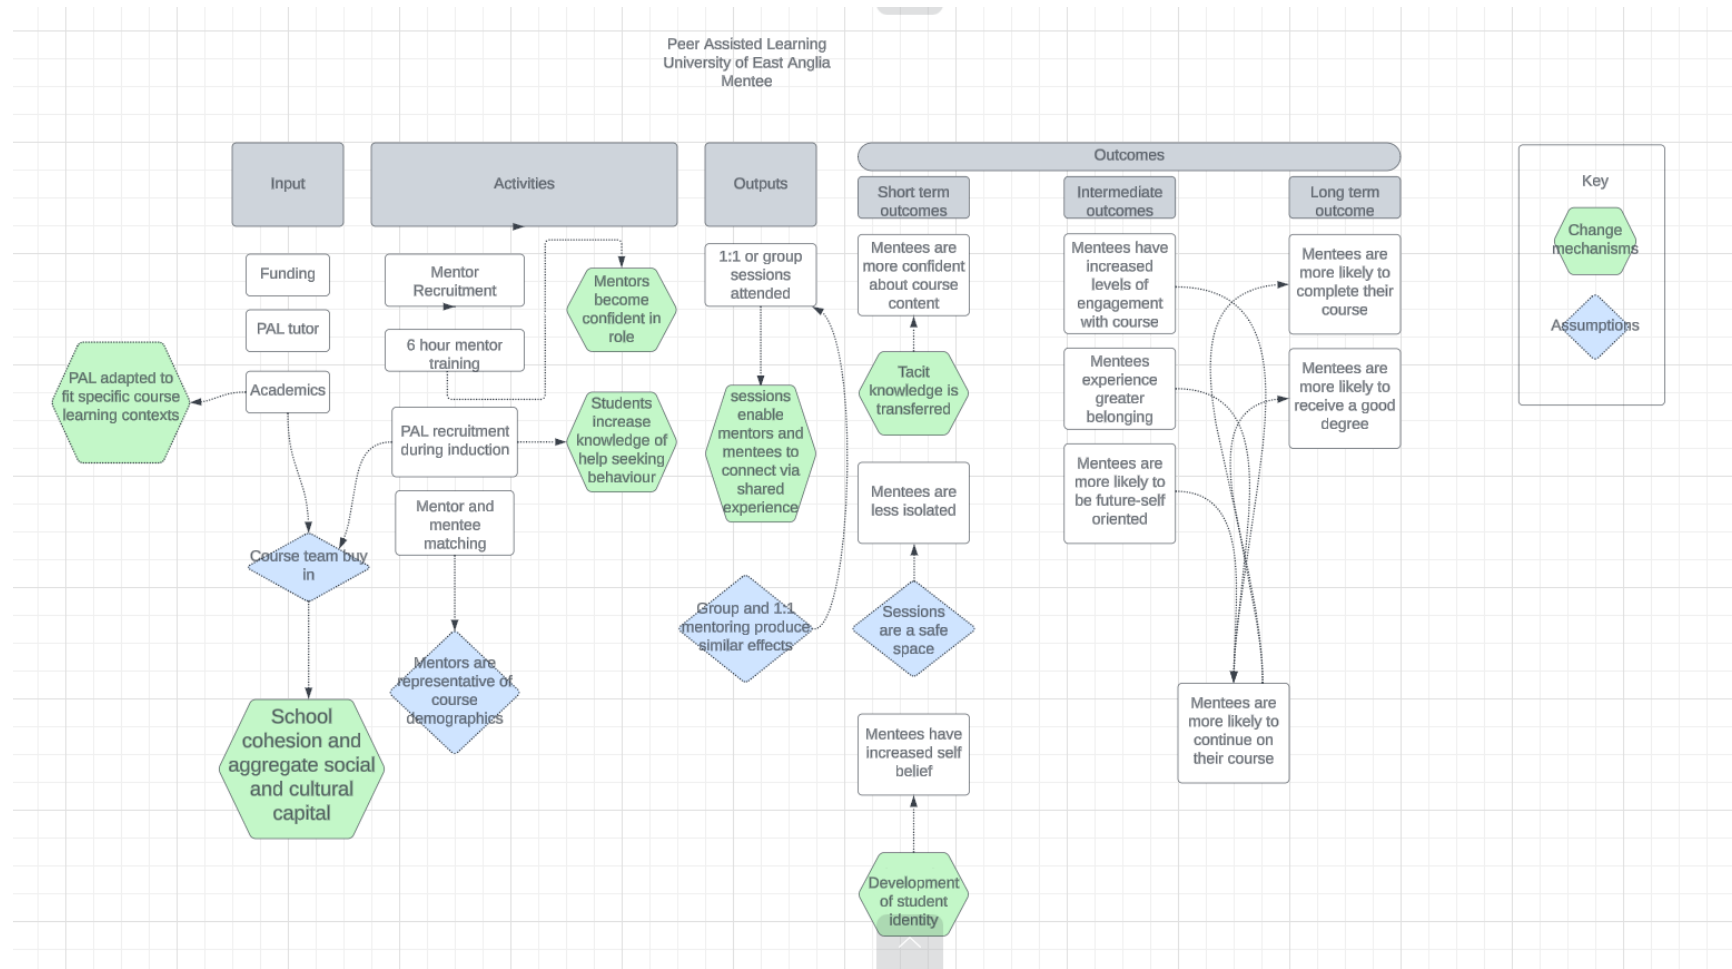 Peer Assisted Learning
University of East Anglia
Mentee
Input
Activities
Outputs
Outcomes
Short term
outcomes
Intermediate
outcomes
Long term
outcome
Key
Change
mechanisms
Assumptions
Funding
PAL tutor
Academics
PAL adapted to
fit specific course
learning contexts
Course team buy
in
School
cohesion and
aggregate social
and cultural
capital
Mentor
Recruitment
6 hour mentor
training
PAL recruitment
during induction
Mentor and
mentee
matching
Mentors are
representative of
course
demographics
Mentors
become
confident in
role
Students
increase
knowledge of
help seeking
behaviour
1:1 or group
sessions
attended
sessions
enable
mentors and
mentees to
connect via
shared
experience
Group and 1:1
mentoring produce
similar effects
Mentees are
more confident
about course
content
Tacit
knowledge is
transferred
Mentees are
less isolated
Sessions
are a safe
space
Mentees have
increased self
belief
Development
of student
identity
Mentees have
increased
levels of
engagement
with course
Mentees
experience
greater
belonging
Mentees are
more likely to
be future-self
oriented
Mentees are
more likely to
continue on
their course
Mentees are
more likely to
complete their
course
Mentees are
more likely to
receive a good
degree